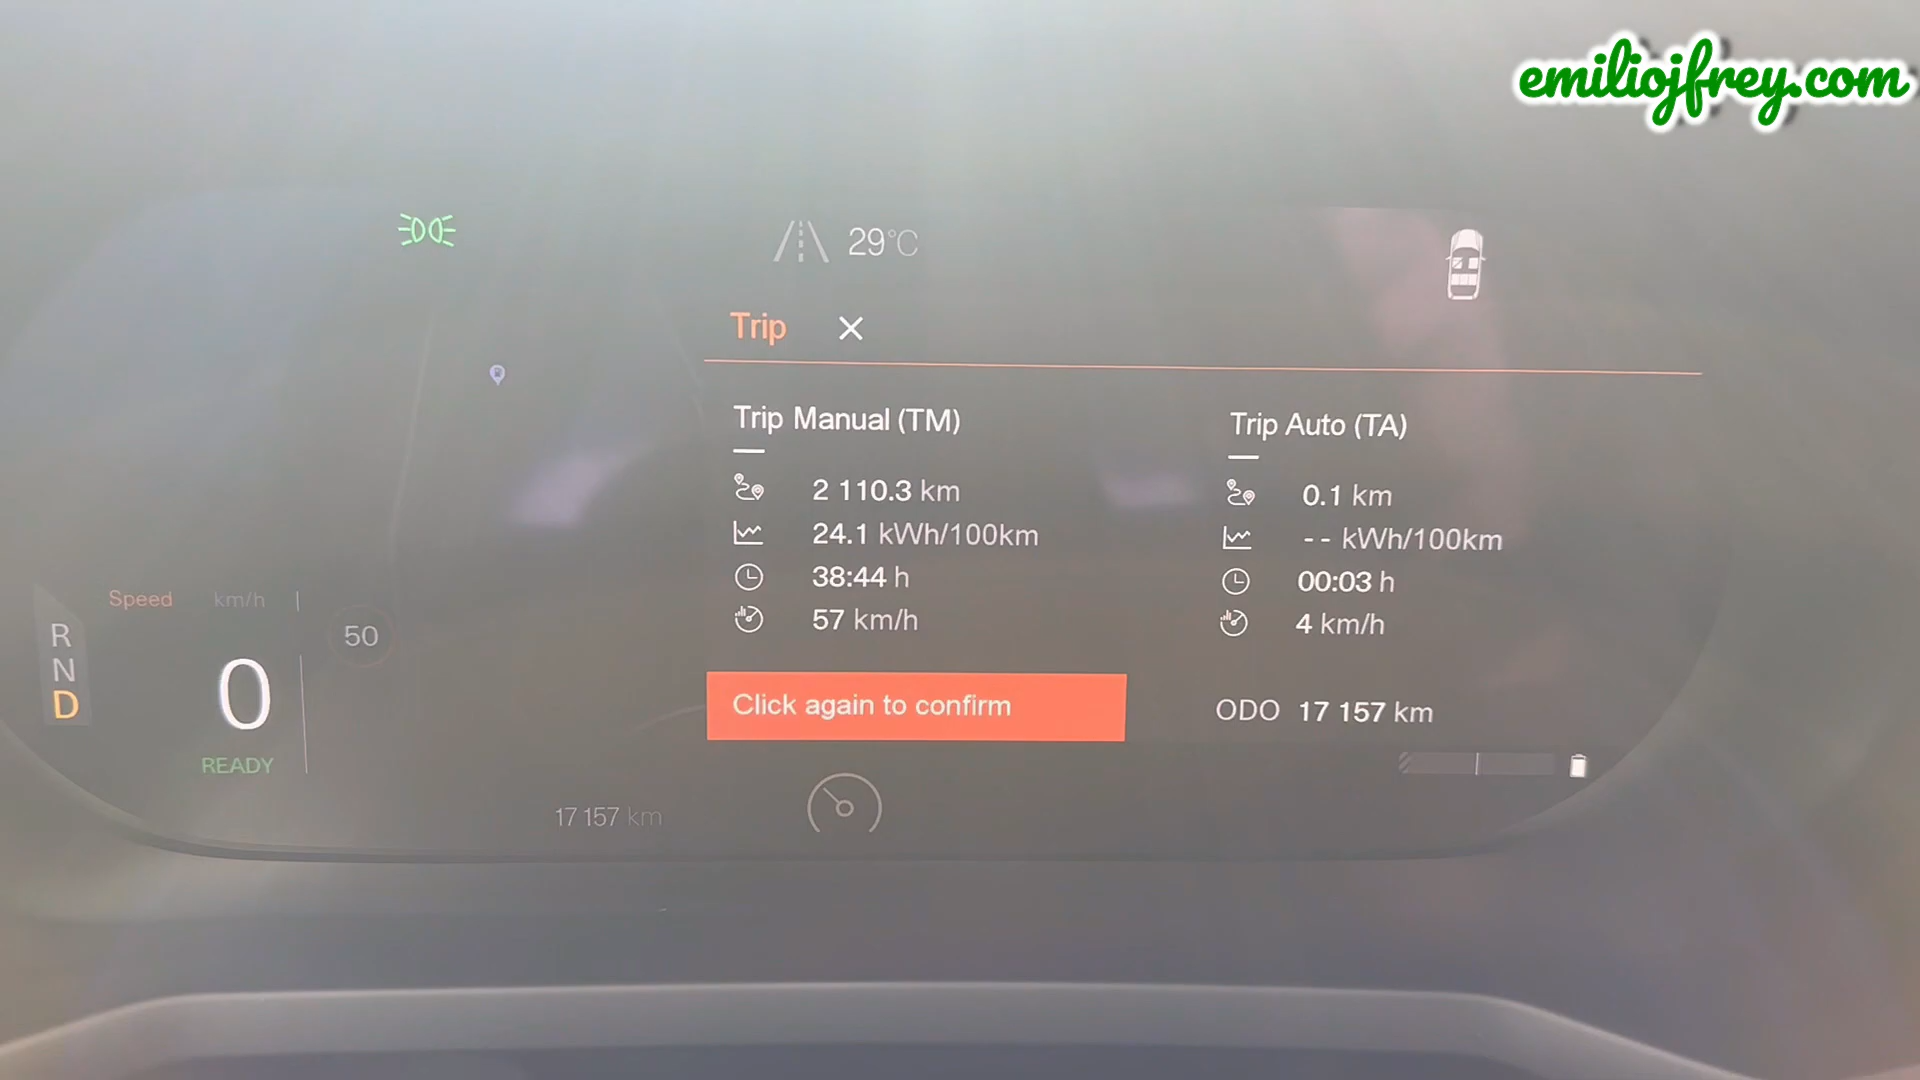 emiliojfrey.com
29°C
Trip
Trip Manual (TM)
2 110.3 km
24.1 kWh/100km
38:44 h
57 km/h
Click again to confirm
Trip Auto (TA)
0.1 km
-- kWh/100km
00:03 h
4 km/h
ODO 17 157 km
Speed km/h
50
R
N
D
0
READY
17 157 km